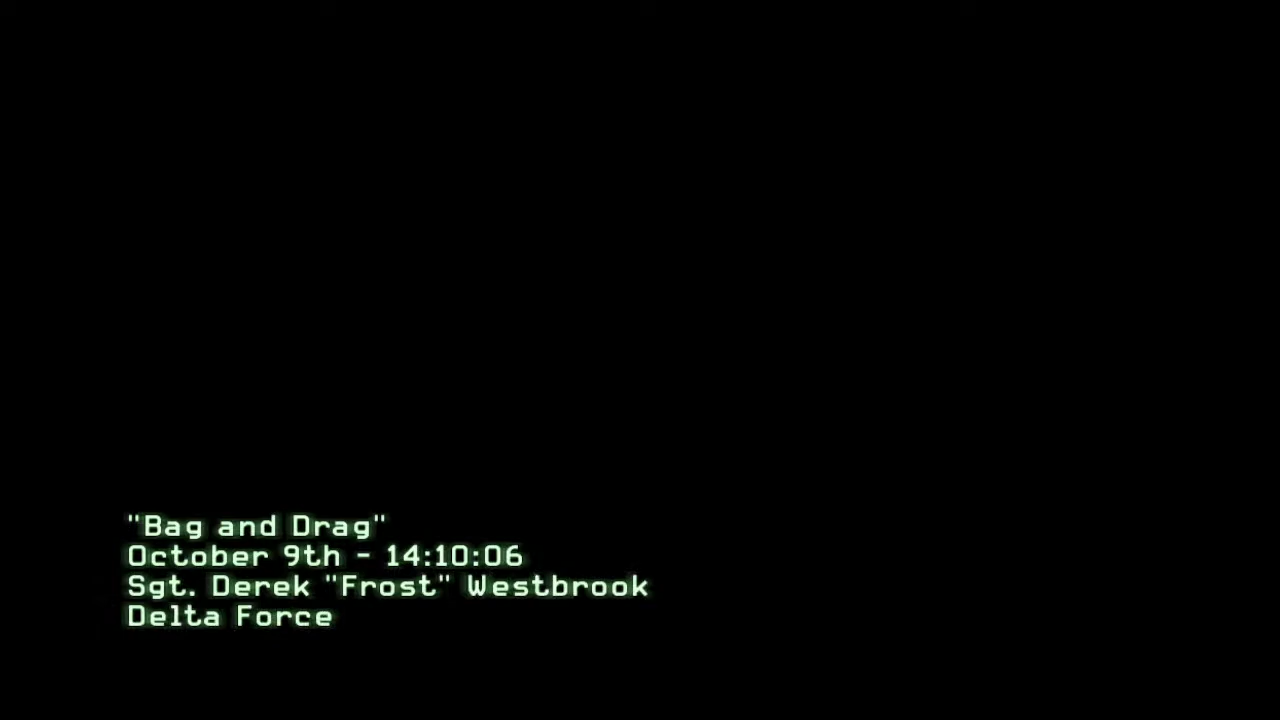 "Bag and Drag"
October 9th - 14:10:06
Sgt. Derek "Frost" Westbrook
Delta Force